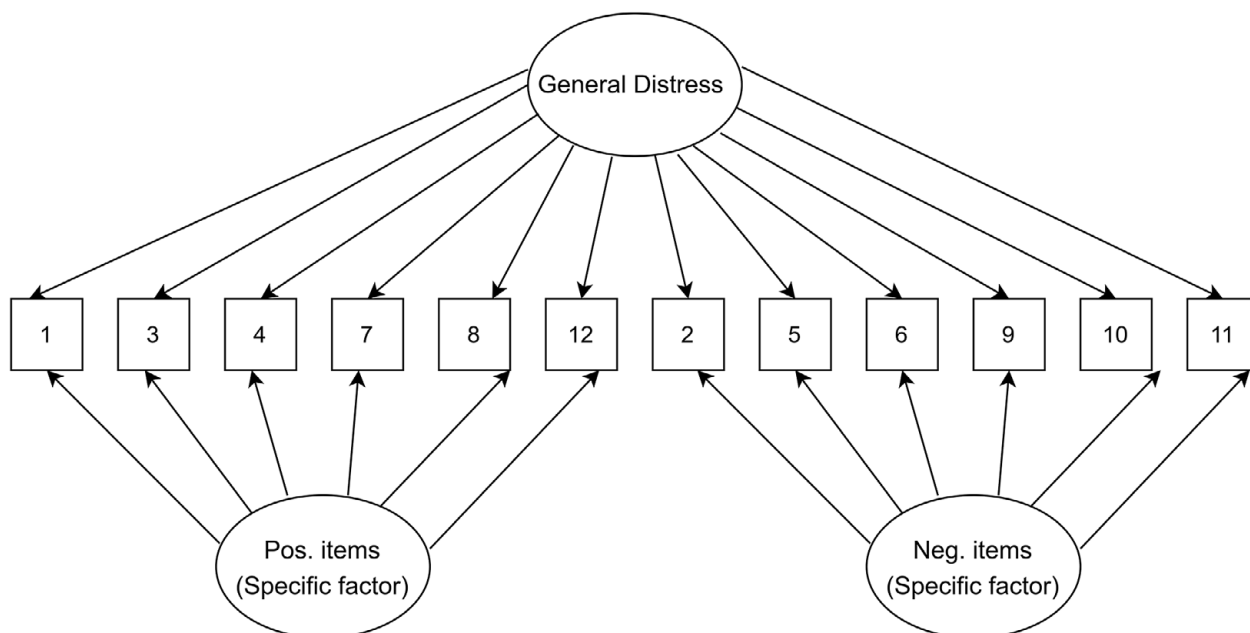 General Distress
1 3 4 7 8 12 2 5 6 9 10 11
Pos. items
(Specific factor)
Neg. items
(Specific factor)